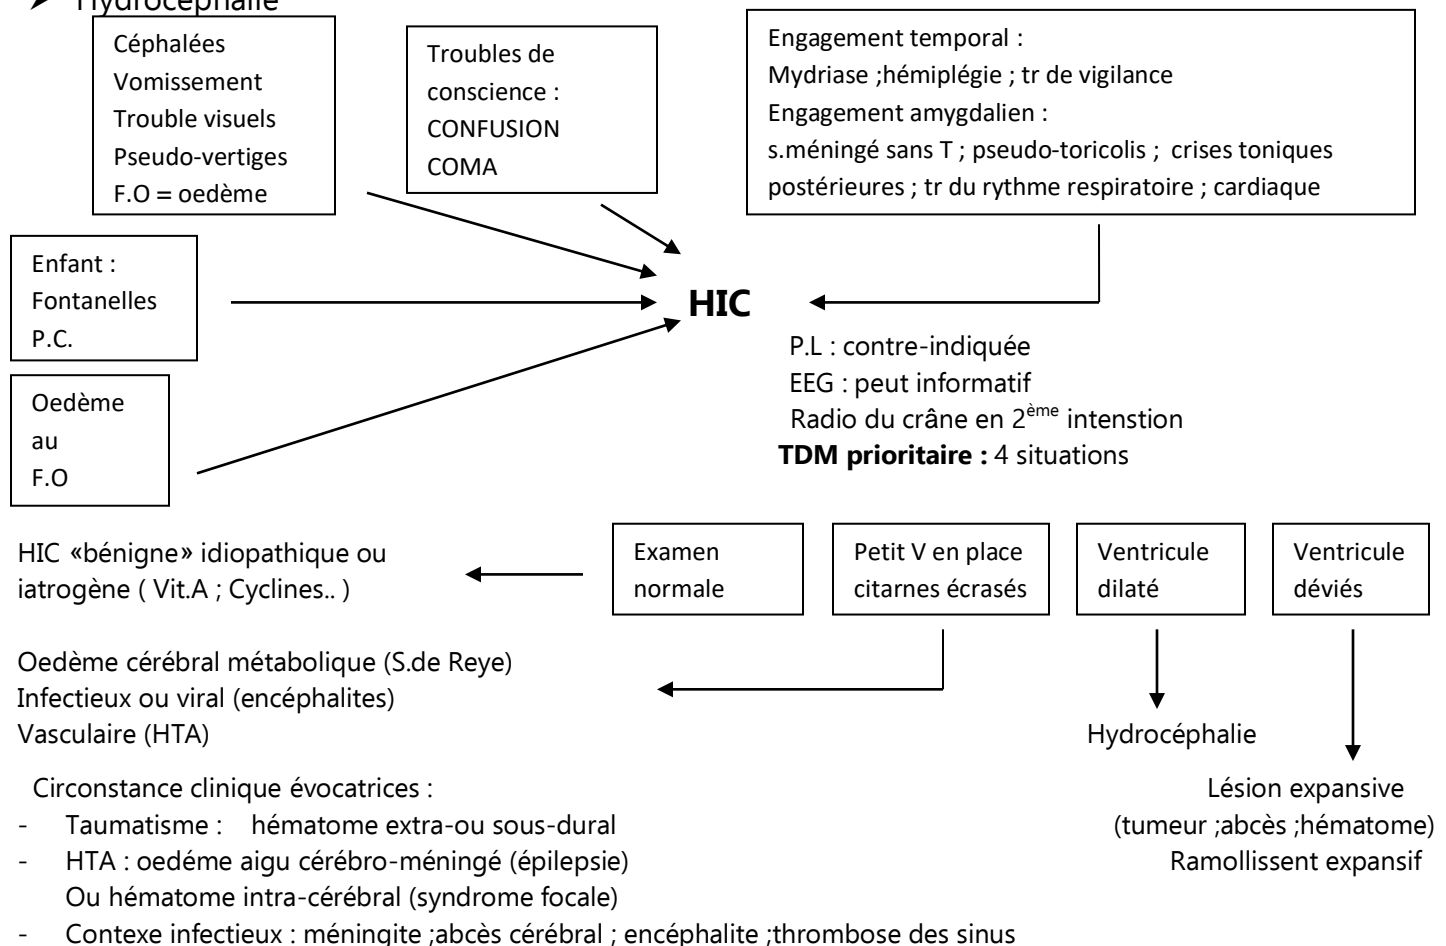 ➤ Hydrocéphalie
Céphalées
Vomissement
Trouble visuels
Pseudo-vertiges
F.O = oedème
Troubles de
conscience :
CONFUSION
COMA
Engagement temporal :
Mydriase ;hémiplégie ; tr de vigilance
Engagement amygdalien :
s.méningé sans T ; pseudo-toricolis ; crises toniques
postérieures ; tr du rythme respiratoire ; cardiaque
Enfant :
Fontanelles
P.C.
HIC
Oedème
au
F.O
P.L : contre-indiquée
EEG : peut informatif
Radio du crâne en 2ème intenstion
TDM prioritaire : 4 situations
HIC «bénigne» idiopathique ou
iatrogène ( Vit.A ; Cyclines.. )
Examen
normale
Petit V en place
citarnes écrasés
Ventricule
dilaté
Ventricule
déviés
Oedème cérébral métabolique (S.de Reye)
Infectieux ou viral (encéphalites)
Vasculaire (HTA)
Hydrocéphalie
Lésion expansive
(tumeur ;abcès ;hématome)
Ramollissent expansif
Circonstance clinique évocatrices :
- Taumatisme : hématome extra-ou sous-dural
- HTA : oedéme aigu cérébro-méningé (épilepsie)
Ou hématome intra-cérébral (syndrome focale)
- Contexe infectieux : méningite ;abcès cérébral ; encéphalite ;thrombose des sinus